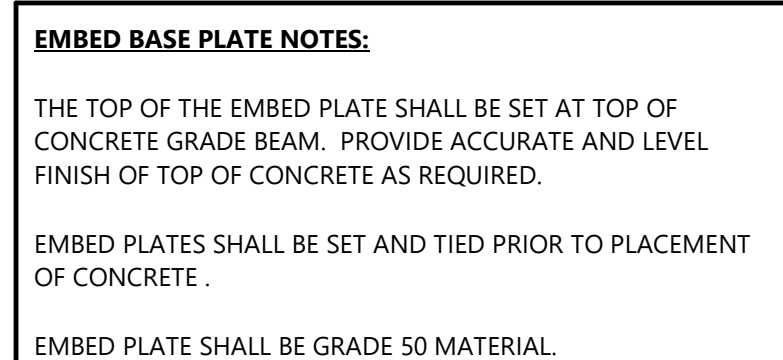 EMBED BASE PLATE NOTES:
THE TOP OF THE EMBED PLATE SHALL BE SET AT TOP OF
CONCRETE GRADE BEAM.  PROVIDE ACCURATE AND LEVEL
FINISH OF TOP OF CONCRETE AS REQUIRED.
EMBED PLATES SHALL BE SET AND TIED PRIOR TO PLACEMENT
OF CONCRETE .
EMBED PLATE SHALL BE GRADE 50 MATERIAL.